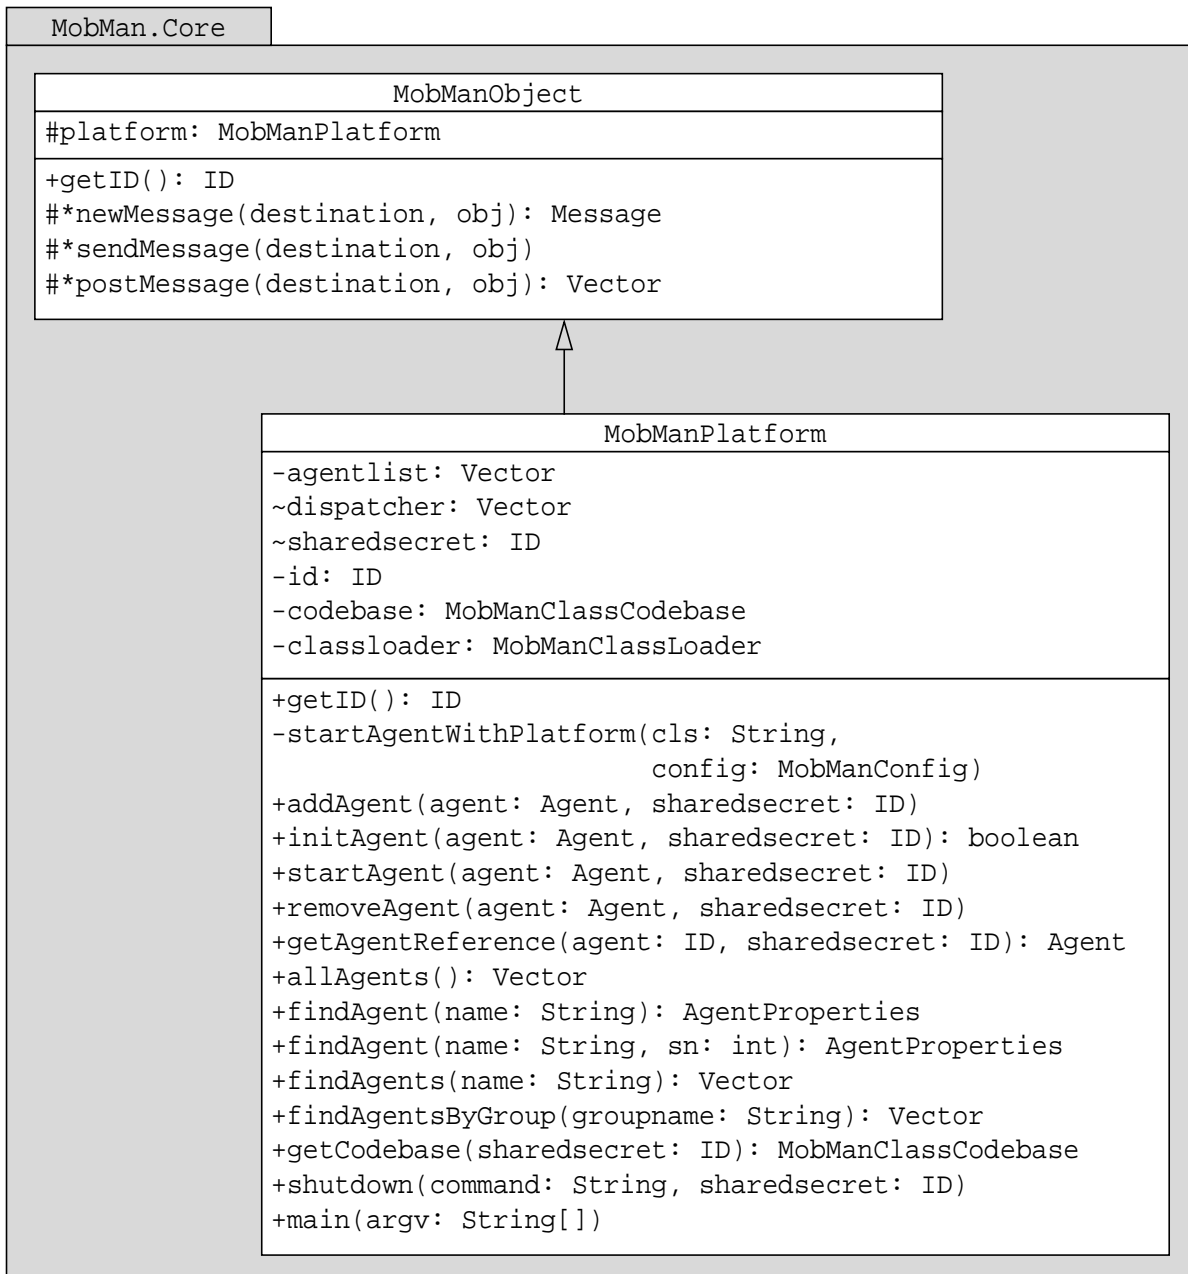 MobMan.Core
MobManObject
#platform: MobManPlatform
+getID(): ID
#*newMessage(destination, obj): Message
#*sendMessage(destination, obj)
#*postMessage(destination, obj): Vector
MobManPlatform
-agentlist: Vector
~dispatcher: Vector
~sharedsecret: ID
-id: ID
-codebase: MobManClassCodebase
-classloader: MobManClassLoader
+getID(): ID
-startAgentWithPlatform(cls: String,
config: MobManConfig)
+addAgent(agent: Agent, sharedsecret: ID)
+initAgent(agent: Agent, sharedsecret: ID): boolean
+startAgent(agent: Agent, sharedsecret: ID)
+removeAgent(agent: Agent, sharedsecret: ID)
+getAgentReference(agent: ID, sharedsecret: ID): Agent
+allAgents(): Vector
+findAgent(name: String): AgentProperties
+findAgent(name: String, sn: int): AgentProperties
+findAgents(name: String): Vector
+findAgentsByGroup(groupname: String): Vector
+getCodebase(sharedsecret: ID): MobManClassCodebase
+shutdown(command: String, sharedsecret: ID)
+main(argv: String[])